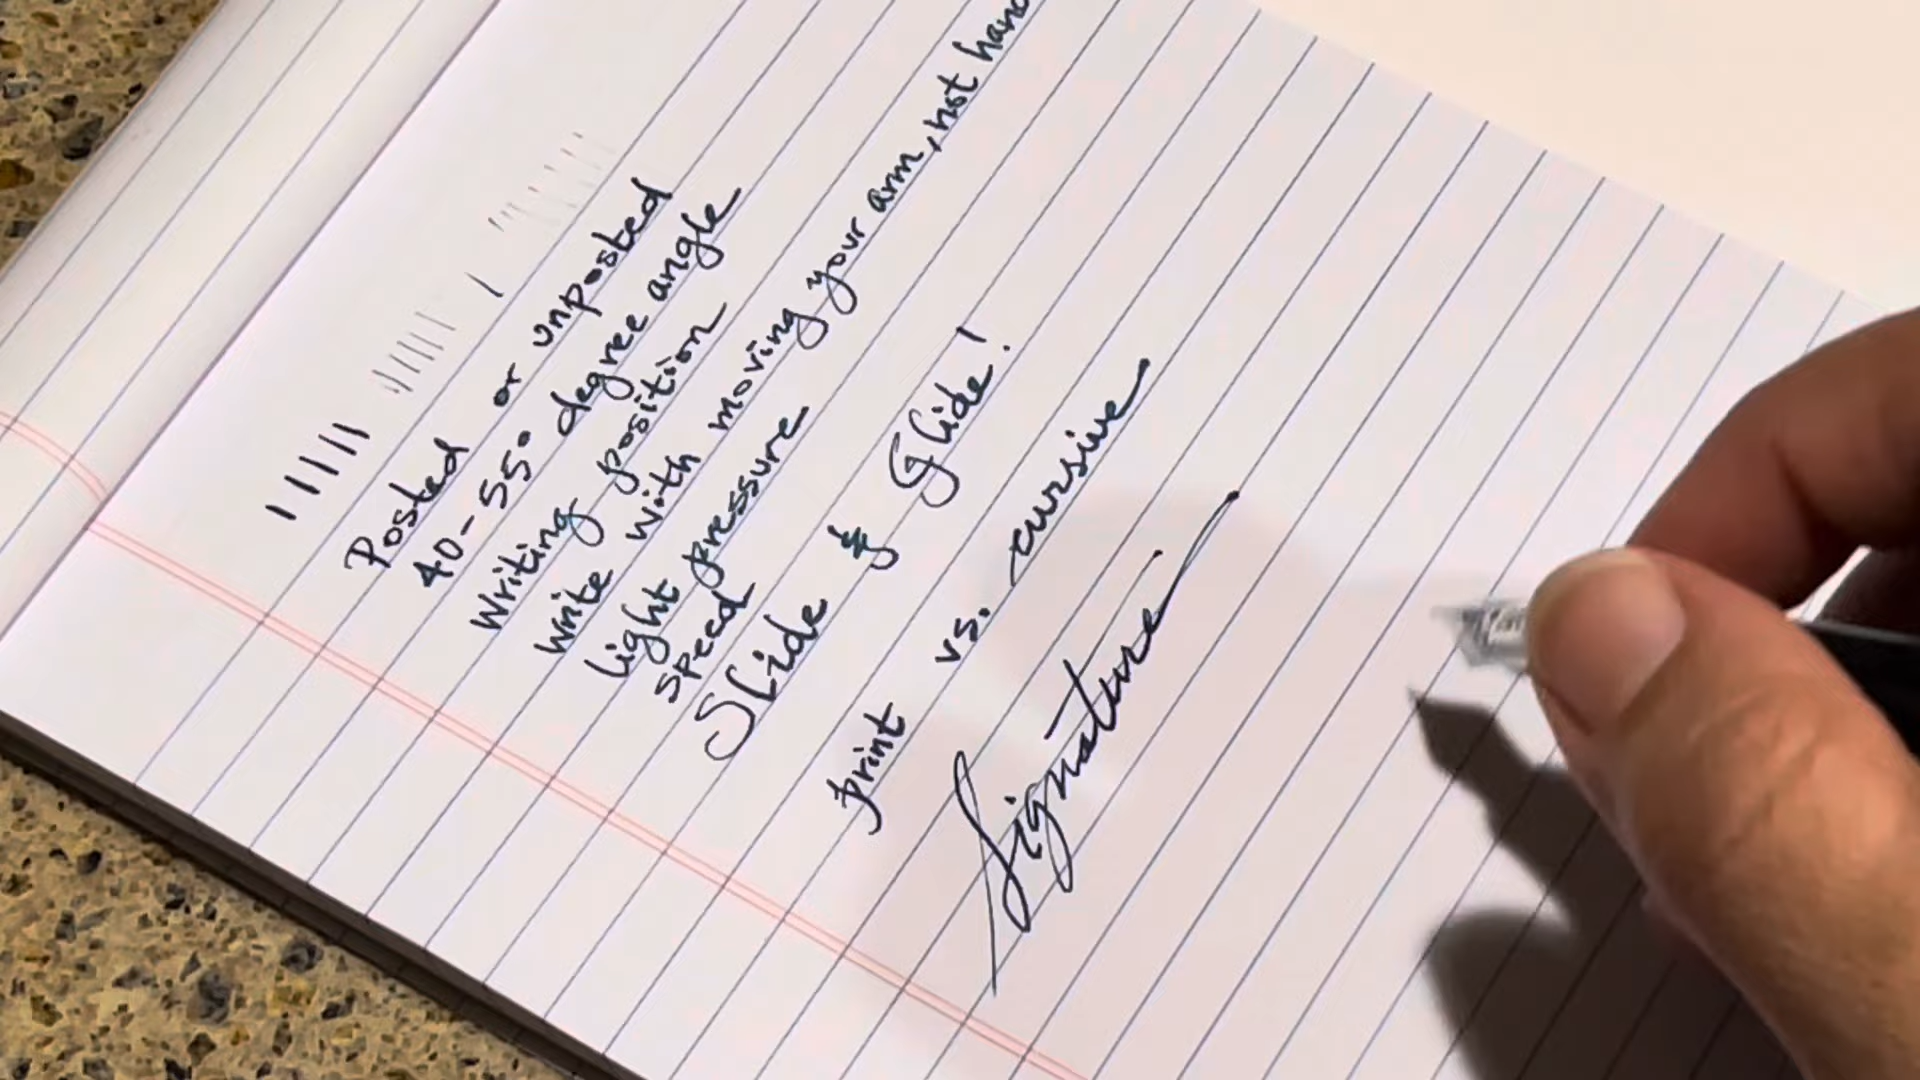 Posted or unposted
40-55° degree angle
Writing position
Write with moving your arm, not hand
Light pressure
speed
Slide & Glide!
print vs. cursive
Signature